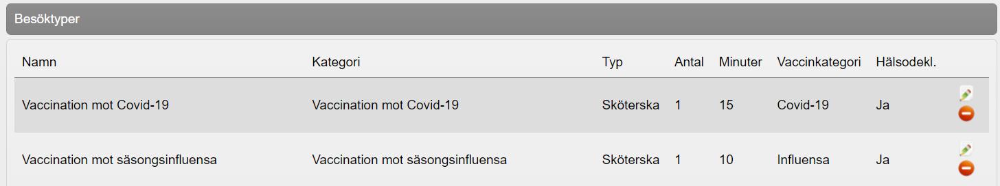 Besöktyper
Namn Kategori Typ Antal Minuter Vaccinkategori Hälsodekl.
Vaccination mot Covid-19 Vaccination mot Covid-19 Sköterska 1 15 Covid-19 Ja
Vaccination mot säsongsinfluensa Vaccination mot säsongsinfluensa Sköterska 1 10 Influensa Ja